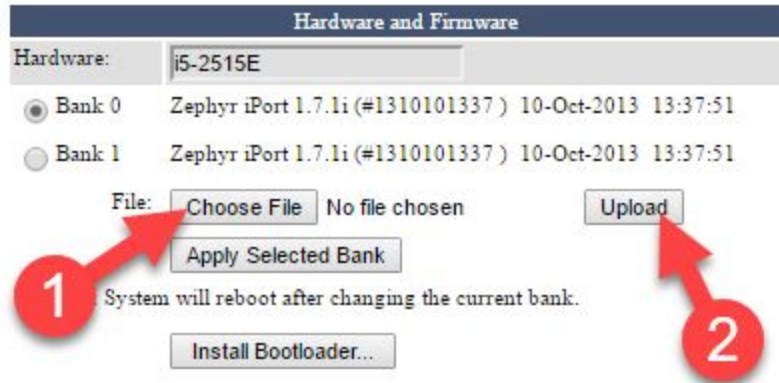 Hardware and Firmware
Hardware: i5-2515E
Bank 0 Zephyr iPort 1.7.1i (#1310101337 ) 10-Oct-2013 13:37:51
Bank 1 Zephyr iPort 1.7.1i (#1310101337 ) 10-Oct-2013 13:37:51
File: Choose File No file chosen Upload
Apply Selected Bank
1 System will reboot after changing the current bank.
2
Install Bootloader...